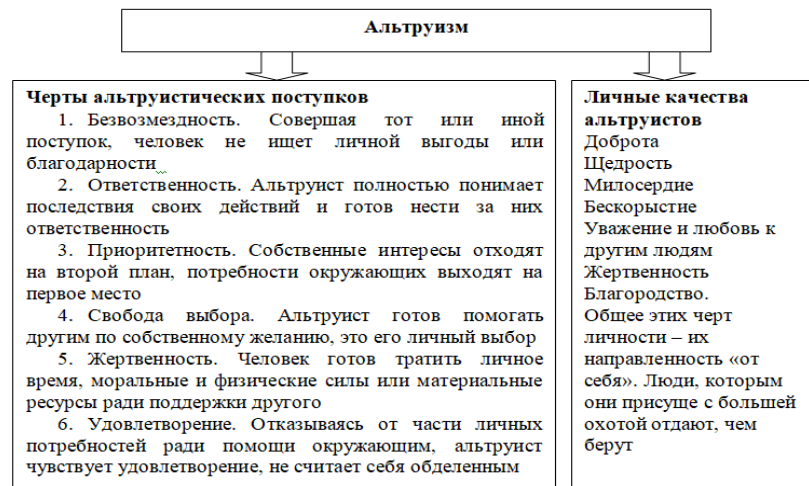 Альтруизм
Черты альтруистических поступков
1. Безвозмездность. Совершая тот или иной
поступок, человек не ищет личной выгоды или
благодарности
2. Ответственность. Альтруист полностью понимает
последствия своих действий и готов нести за них
ответственность
3. Приоритетность. Собственные интересы отходят
на второй план, потребности окружающих выходят на
первое место
4. Свобода выбора. Альтруист готов помогать
другим по собственному желанию, это его личный выбор
5. Жертвенность. Человек готов тратить личное
время, моральные и физические силы или материальные
ресурсы ради поддержки другого
6. Удовлетворение. Отказываясь от части личных
потребностей ради помощи окружающим, альтруист
чувствует удовлетворение, не считает себя обделенным
Личные качества
альтруистов
Доброта
Щедрость
Милосердие
Бескорыстие
Уважение и любовь к
другим людям
Жертвенность
Благородство.
Общее этих черт
личности – их
направленность «от
себя». Люди, которым
они присуще с большей
охотой отдают, чем
берут